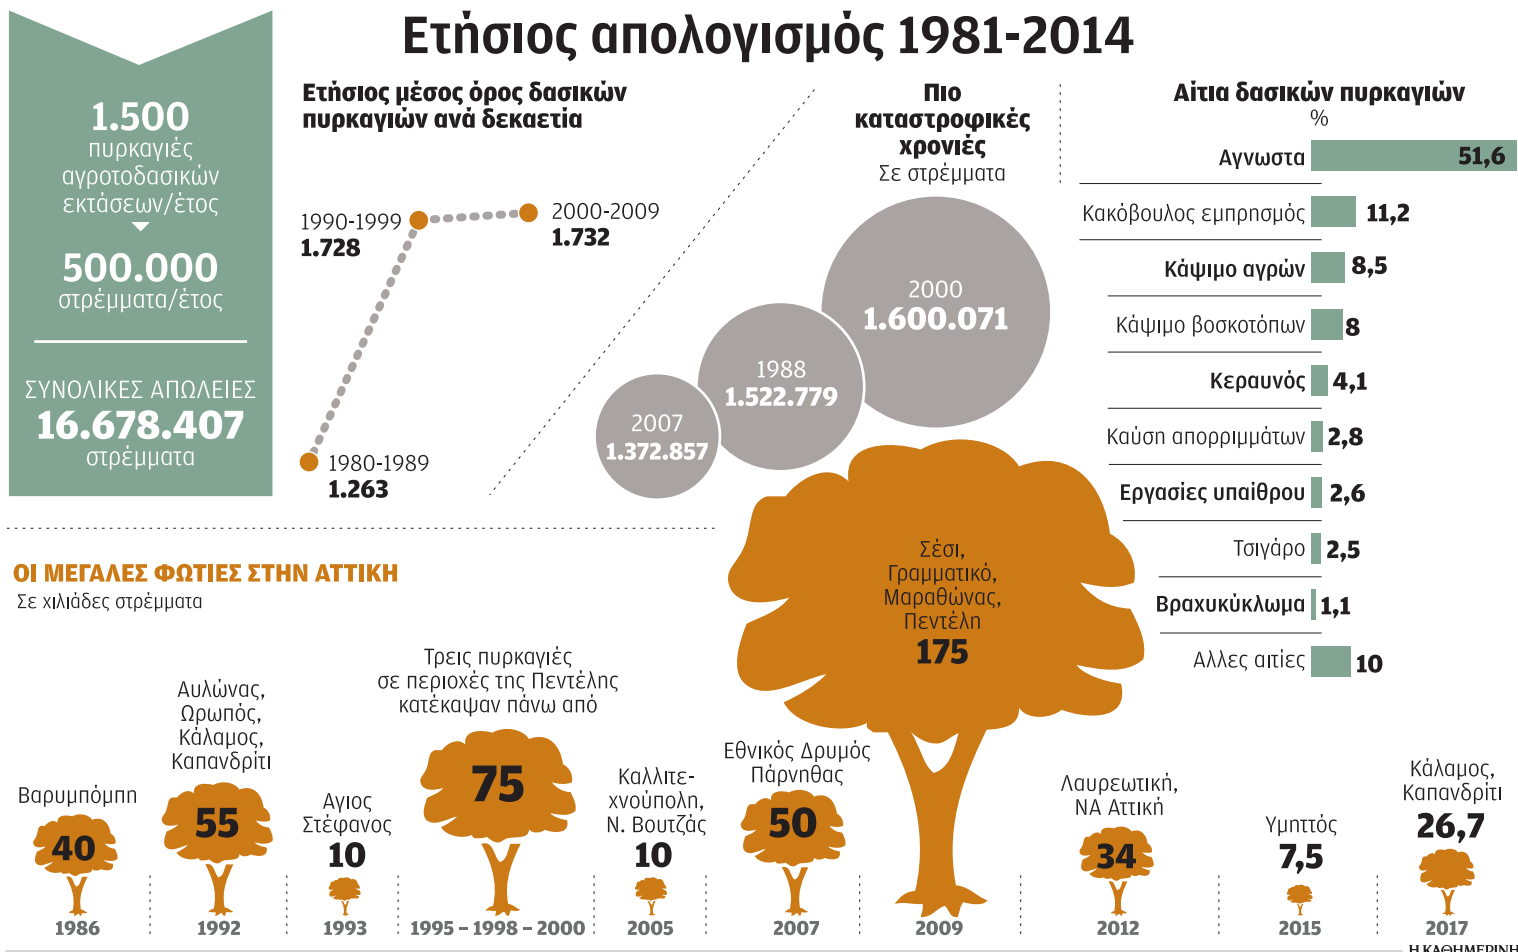 Ετήσιος απολογισμός 1981-2014
1.500
πυρκαγιές
αγροτοδασικών
εκτάσεων/έτος
500.000
στρέμματα/έτος
ΣΥΝΟΛΙΚΕΣ ΑΠΩΛΕΙΕΣ
16.678.407
στρέμματα
Ετήσιος μέσος όρος δασικών
πυρκαγιών ανά δεκαετία
1990-1999
1.728
2000-2009
1.732
1980-1989
1.263
Πιο
καταστροφικές
χρονιές
Σε στρέμματα
2000
1.600.071
1988
1.522.779
2007
1.372.857
Αίτια δασικών πυρκαγιών
%
Αγνωστα 51,6
Κακόβουλος εμπρησμός 11,2
Κάψιμο αγρών 8,5
Κάψιμο βοσκοτόπων 8
Κεραυνός 4,1
Καύση απορριμμάτων 2,8
Εργασίες υπαίθρου 2,6
Τσιγάρο 2,5
Βραχυκύκλωμα 1,1
Αλλες αιτίες 10
ΟΙ ΜΕΓΑΛΕΣ ΦΩΤΙΕΣ ΣΤΗΝ ΑΤΤΙΚΗ
Σε χιλιάδες στρέμματα
Βαρυμπόμπη
40
1986
Αυλώνας,
Ωρωπός,
Κάλαμος,
Καπανδρίτι
55
1992
Αγιος
Στέφανος
10
1993
Τρεις πυρκαγιές
σε περιοχές της Πεντέλης
κατέκαψαν πάνω από
75
1995 – 1998 – 2000
Καλλιτε-
χνούπολη,
Ν. Βουτζάς
10
2005
Εθνικός Δρυμός
Πάρνηθας
50
2007
Σέσι,
Γραμματικό,
Μαραθώνας,
Πεντέλη
175
2009
Λαυρεωτική,
ΝΑ Αττική
34
2012
Υμηττός
7,5
2015
Κάλαμος,
Καπανδρίτι
26,7
2017
Η ΚΑΘΗΜΕΡΙΝΗ